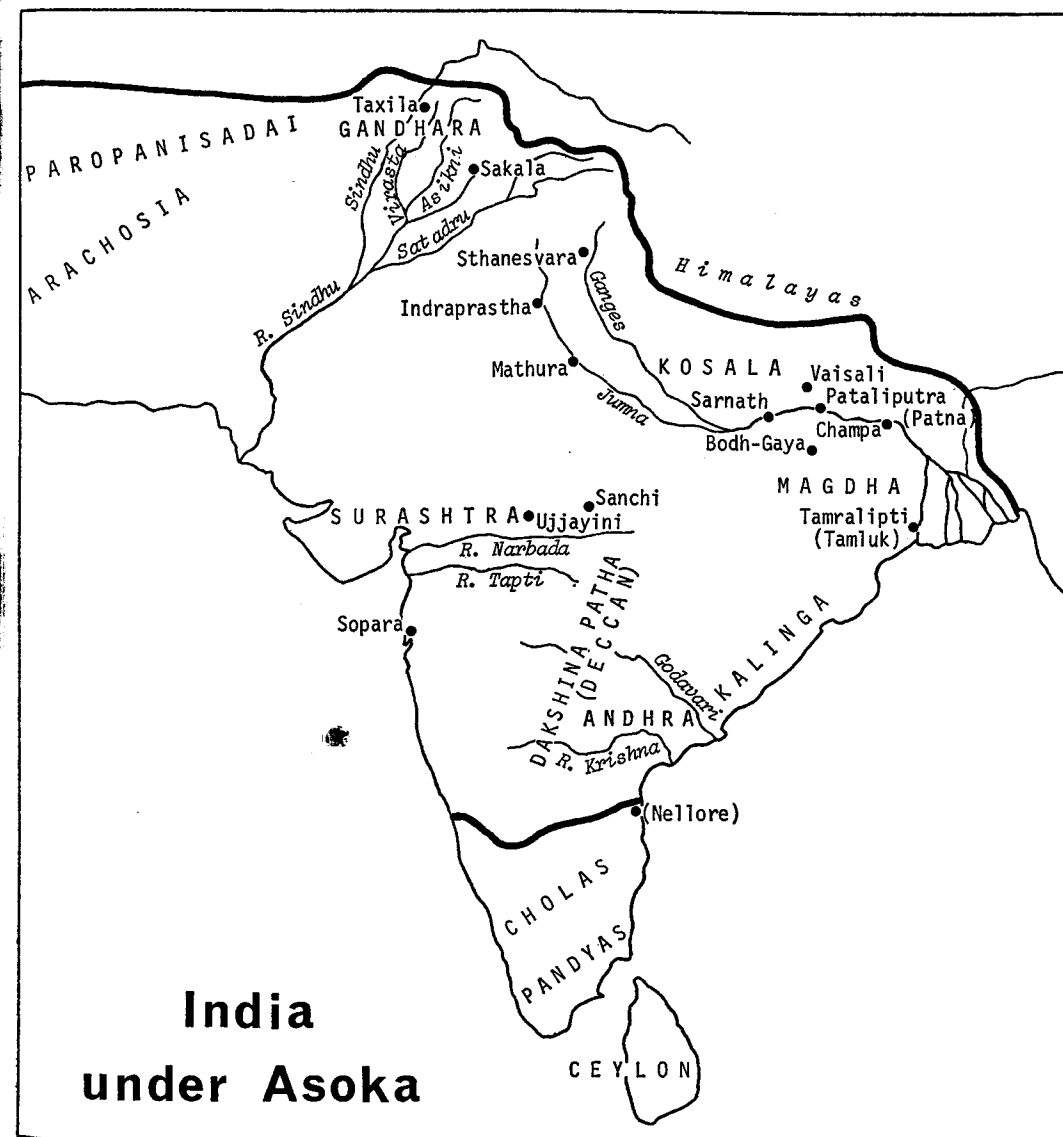 Taxila
GANDHARA
PAROPANISADAI
ARACHOSIA
Sindhu
Virasta
Asikni
Sakala
Satadru
R. Sindhu
Sthanesvara
Ganges
Himalayas
Indraprastha
Mathura
Jumna
KOSALA
Vaisali
Sarnath
Pataliputra
(Patna)
Champa
Bodh-Gaya
MAGDHA
Sanchi
SURASHTRA
Ujjayini
Tamralipti
(Tamluk)
R. Narbada
R. Tapti
Sopara
DAKSHINA PATHA
(DECCAN)
Godavari
KALINGA
ANDHRA
R. Krishna
(Nellore)
CHOLAS
PANDYAS
CEYLON
India
under Asoka